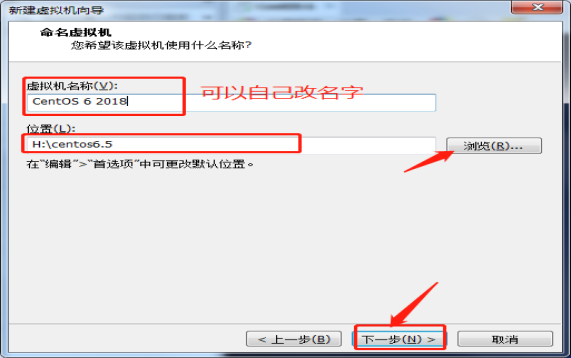 新建虚拟机向导
命名虚拟机
您希望该虚拟机使用什么名称?
虚拟机名称(V):
可以自己改名字
CentOS 6 2018
位置(L):
H:\centos6.5
浏览(R)...
在"编辑">"首选项"中可更改默认位置。
< 上一步(B)
下一步(N) >
取消